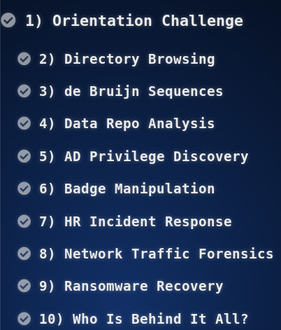 1) Orientation Challenge
2) Directory Browsing
3) de Bruijn Sequences
4) Data Repo Analysis
5) AD Privilege Discovery
6) Badge Manipulation
7) HR Incident Response
8) Network Traffic Forensics
9) Ransomware Recovery
10) Who Is Behind It All?